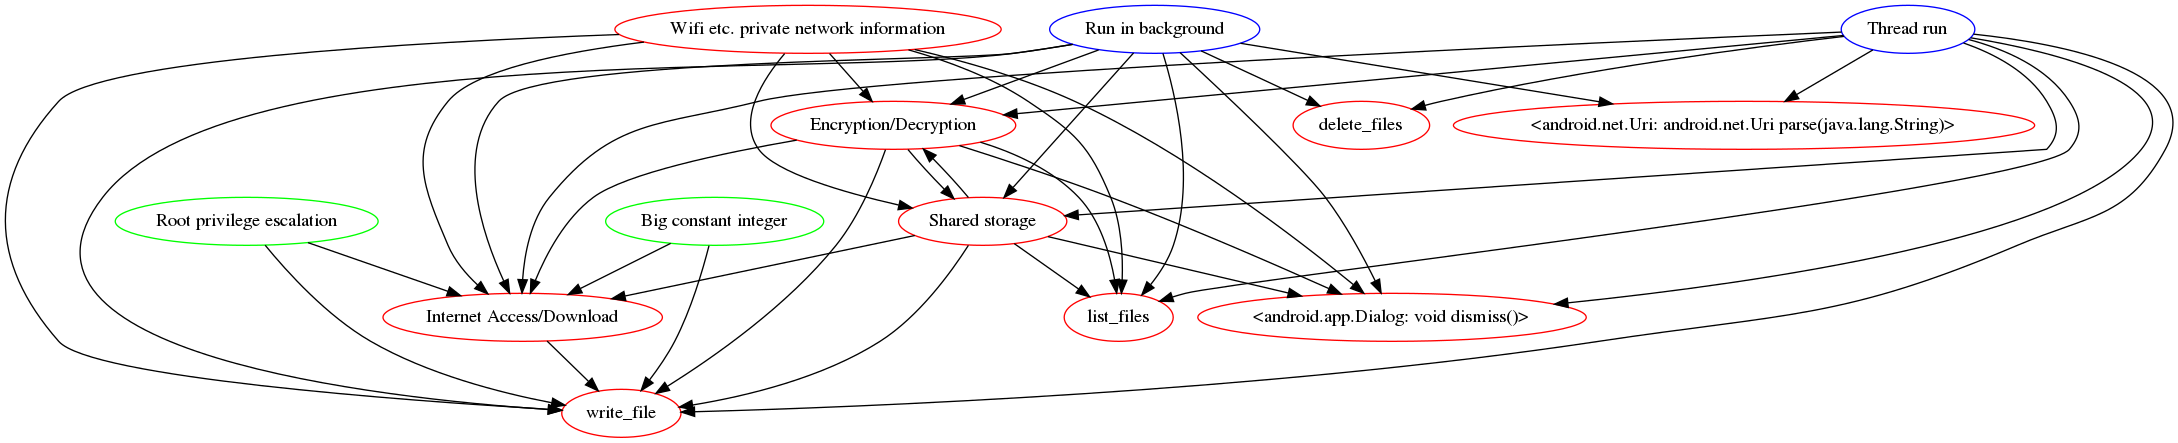 Wifi etc. private network information
Run in background
Thread run
Encryption/Decryption
delete_files
<android.net.Uri: android.net.Uri parse(java.lang.String)>
Root privilege escalation
Big constant integer
Shared storage
Internet Access/Download
list_files
<android.app.Dialog: void dismiss()>
write_file